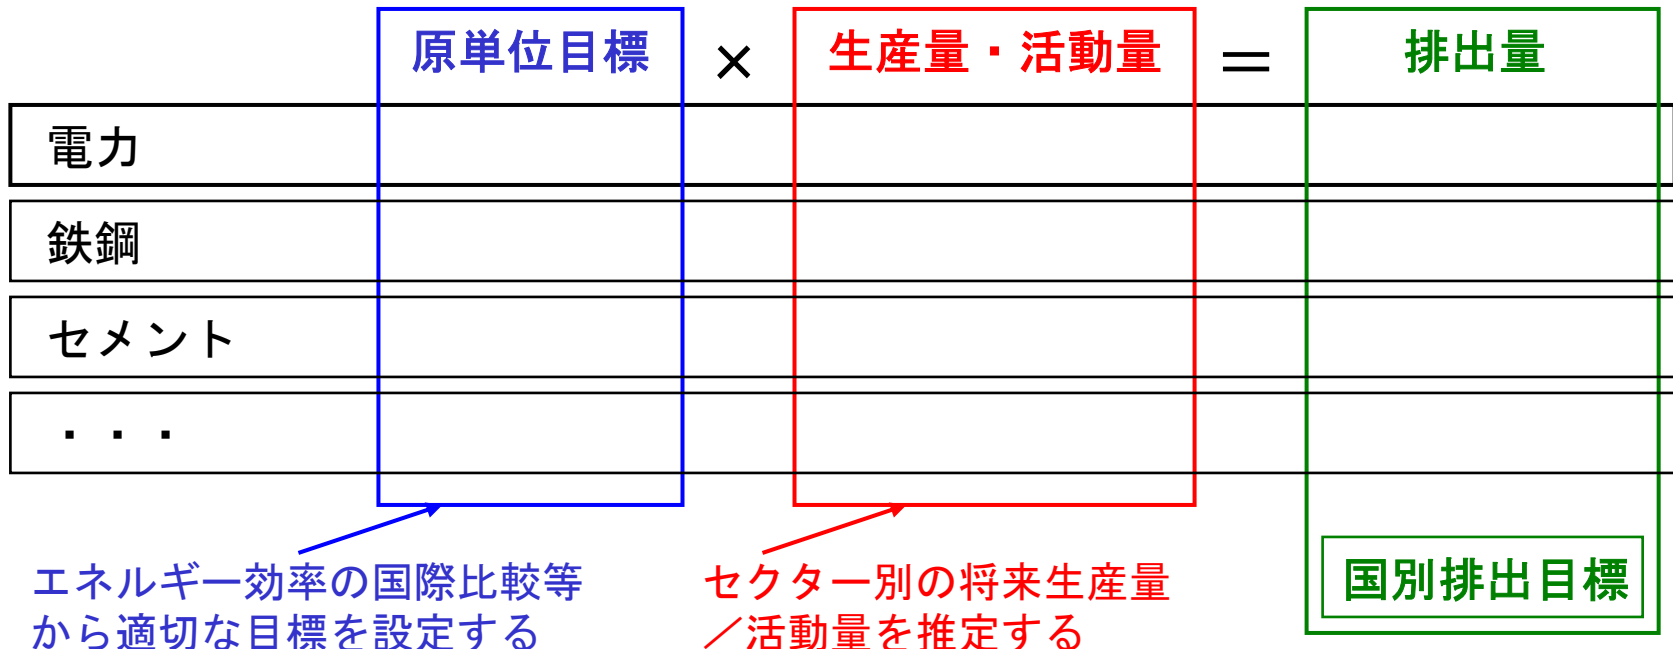 原単位目標 × 生産量・活動量 ＝ 排出量
電力
鉄鋼
セメント
・・・
エネルギー効率の国際比較等
から適切な目標を設定する
セクター別の将来生産量
／活動量を推定する
国別排出目標